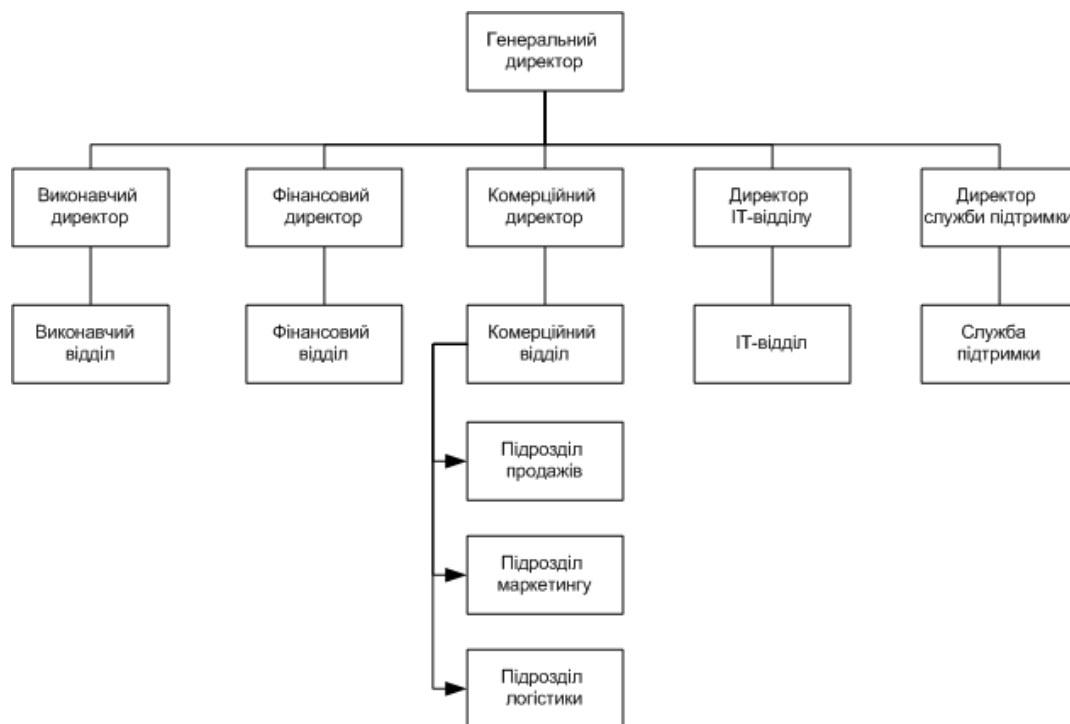 Генеральний
директор
Виконавчий
директор
Фінансовий
директор
Комерційний
директор
Директор
ІТ-відділу
Директор
служби підтримки
Виконавчий
відділ
Фінансовий
відділ
Комерційний
відділ
ІТ-відділ
Служба
підтримки
Підрозділ
продажів
Підрозділ
маркетингу
Підрозділ
логістики